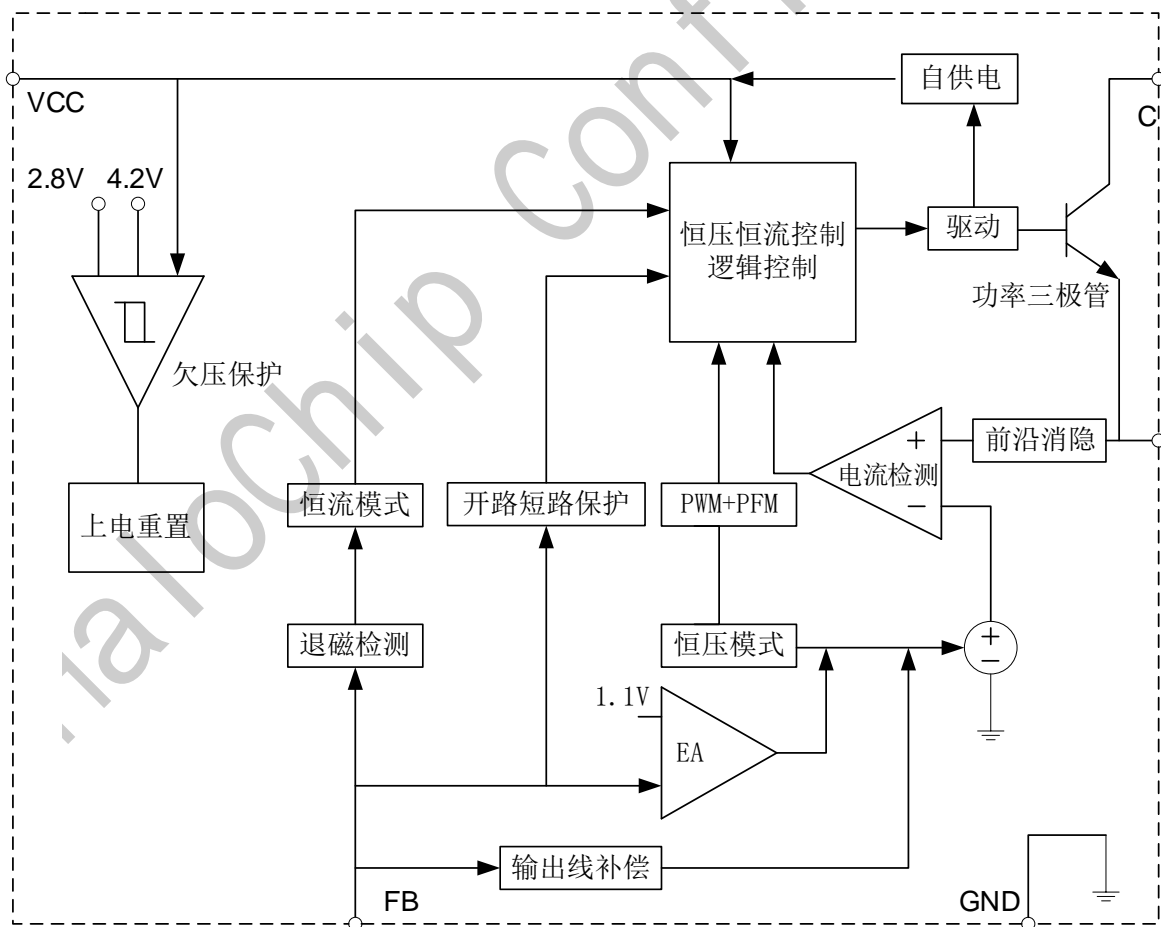 自供电
VCC
C
2.8V 4.2V
恒压恒流控制
逻辑控制
驱动
功率三极管
欠压保护
+
前沿消隐
电流检测
−
上电重置
恒流模式
开路短路保护
PWM+PFM
退磁检测
恒压模式
+
−
1.1V
EA
输出线补偿
FB
GND